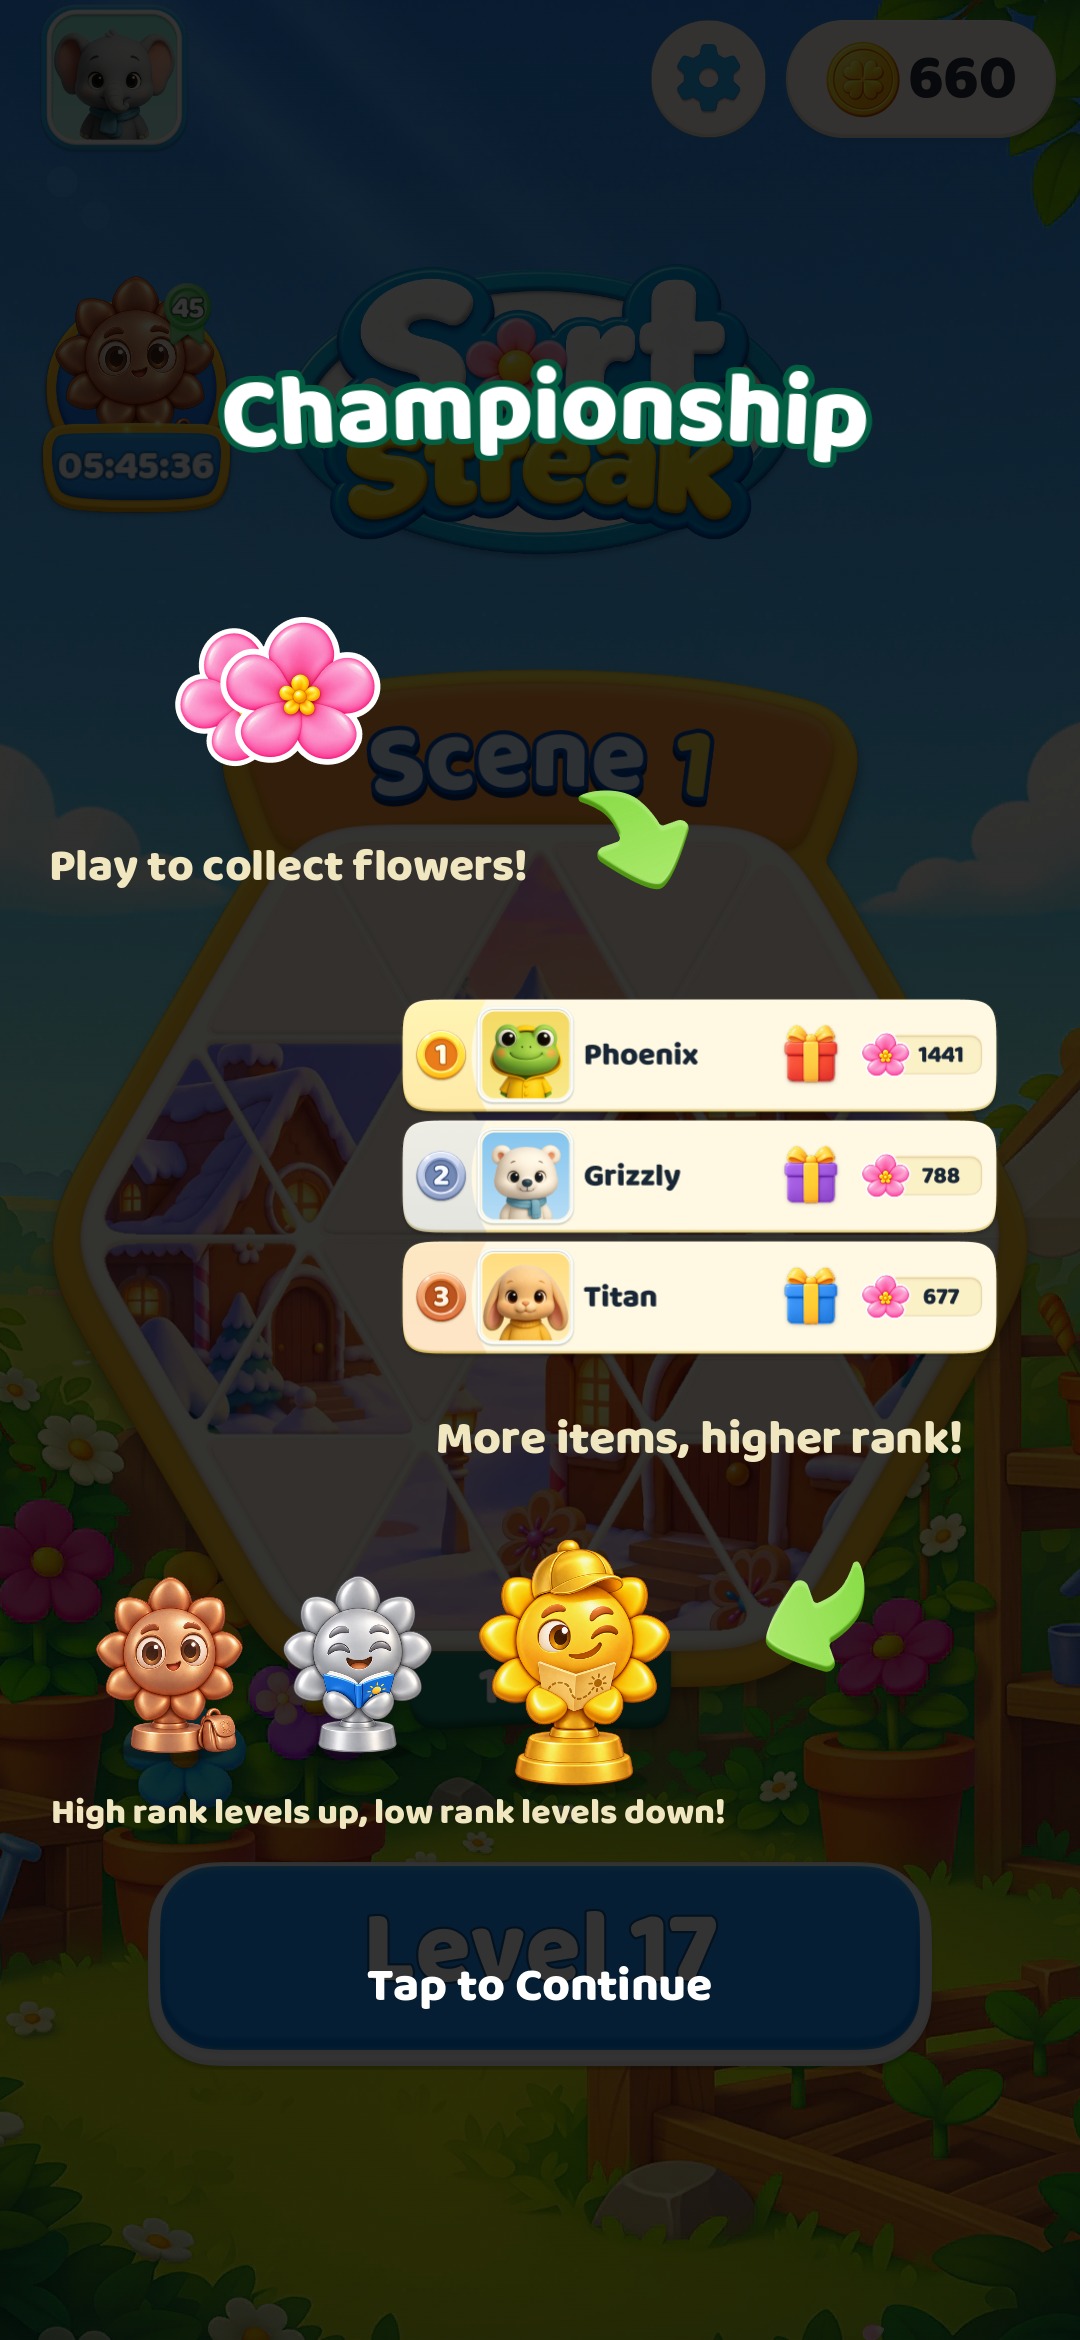 660
45
Sort
Championship
Streak
05:45:36
Scene 1
Play to collect flowers!
1 Phoenix 1441
2 Grizzly 788
3 Titan 677
More items, higher rank!
High rank levels up, low rank levels down!
Level 17
Tap to Continue